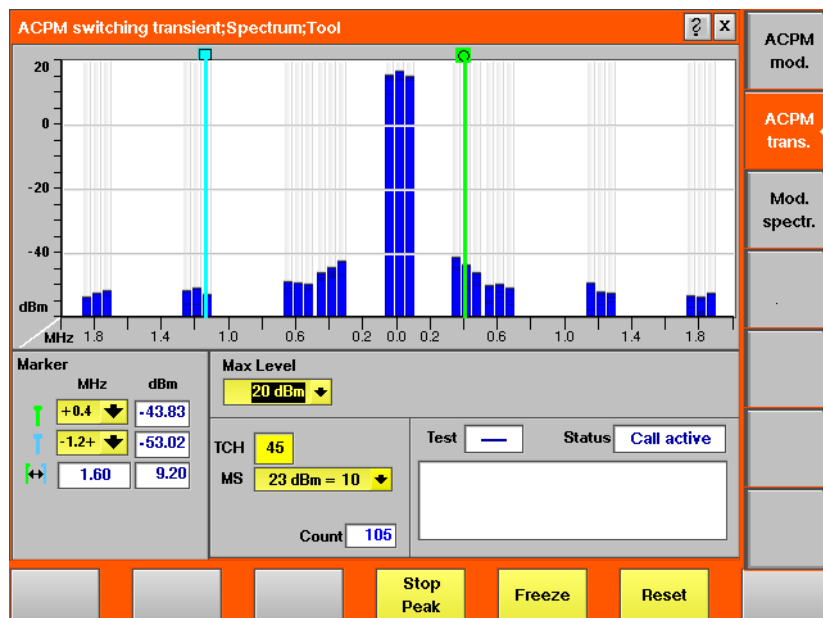 ACPM switching transient;Spectrum;Tool
? x
ACPM
mod.
ACPM
trans.
Mod.
spectr.
.
20
0
-20
-40
dBm
MHz 1.8 1.4 1.0 0.6 0.2 0.0 0.2 0.6 1.0 1.4 1.8
Marker
MHz dBm
+0.4 -43.83
-1.2+ -53.02
1.60 9.20
Max Level
20 dBm
TCH 45
MS 23 dBm = 10
Count 105
Test — Status Call active
Stop
Peak
Freeze
Reset